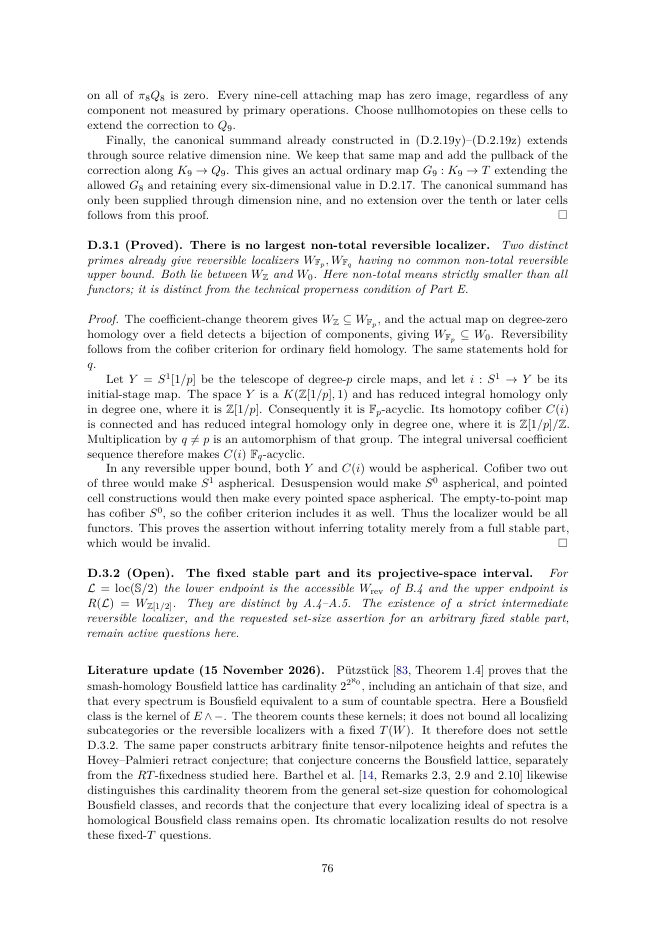 on all of π₈Q₈ is zero. Every nine-cell attaching map has zero image, regardless of any
component not measured by primary operations. Choose nullhomotopies on these cells to
extend the correction to Q₉.
Finally, the canonical summand already constructed in (D.2.19y)–(D.2.19z) extends
through source relative dimension nine. We keep that same map and add the pullback of the
correction along K₉ → Q₉. This gives an actual ordinary map G₉ : K₉ → T extending the
allowed G₈ and retaining every six-dimensional value in D.2.17. The canonical summand has
only been supplied through dimension nine, and no extension over the tenth or later cells
follows from this proof. □
D.3.1 (Proved). There is no largest non-total reversible localizer. Two distinct
primes already give reversible localizers W_{𝔽_p}, W_{𝔽_q} having no common non-total reversible
upper bound. Both lie between W_ℤ and W₀. Here non-total means strictly smaller than all
functors; it is distinct from the technical properness condition of Part E.
Proof. The coefficient-change theorem gives W_ℤ ⊆ W_{𝔽_p}, and the actual map on degree-zero
homology over a field detects a bijection of components, giving W_{𝔽_p} ⊆ W₀. Reversibility
follows from the cofiber criterion for ordinary field homology. The same statements hold for
q.
Let Y = S¹[1/p] be the telescope of degree-p circle maps, and let i : S¹ → Y be its
initial-stage map. The space Y is a K(ℤ[1/p], 1) and has reduced integral homology only
in degree one, where it is ℤ[1/p]. Consequently it is 𝔽_p-acyclic. Its homotopy cofiber C(i)
is connected and has reduced integral homology only in degree one, where it is ℤ[1/p]/ℤ.
Multiplication by q ≠ p is an automorphism of that group. The integral universal coefficient
sequence therefore makes C(i) 𝔽_q-acyclic.
In any reversible upper bound, both Y and C(i) would be aspherical. Cofiber two out
of three would make S¹ aspherical. Desuspension would make S⁰ aspherical, and pointed
cell constructions would then make every pointed space aspherical. The empty-to-point map
has cofiber S⁰, so the cofiber criterion includes it as well. Thus the localizer would be all
functors. This proves the assertion without inferring totality merely from a full stable part,
which would be invalid. □
D.3.2 (Open). The fixed stable part and its projective-space interval. For
ℒ = loc(𝕊/2) the lower endpoint is the accessible W_rev of B.4 and the upper endpoint is
R(ℒ) = W_{ℤ[1/2]}. They are distinct by A.4–A.5. The existence of a strict intermediate
reversible localizer, and the requested set-size assertion for an arbitrary fixed stable part,
remain active questions here.
Literature update (15 November 2026). Pützstück [83, Theorem 1.4] proves that the
smash-homology Bousfield lattice has cardinality 2^{2^{ℵ₀}}, including an antichain of that size, and
that every spectrum is Bousfield equivalent to a sum of countable spectra. Here a Bousfield
class is the kernel of E ∧ −. The theorem counts these kernels; it does not bound all localizing
subcategories or the reversible localizers with a fixed T(W). It therefore does not settle
D.3.2. The same paper constructs arbitrary finite tensor-nilpotence heights and refutes the
Hovey–Palmieri retract conjecture; that conjecture concerns the Bousfield lattice, separately
from the RT-fixedness studied here. Barthel et al. [14, Remarks 2.3, 2.9 and 2.10] likewise
distinguishes this cardinality theorem from the general set-size question for cohomological
Bousfield classes, and records that the conjecture that every localizing ideal of spectra is a
homological Bousfield class remains open. Its chromatic localization results do not resolve
these fixed-T questions.
76